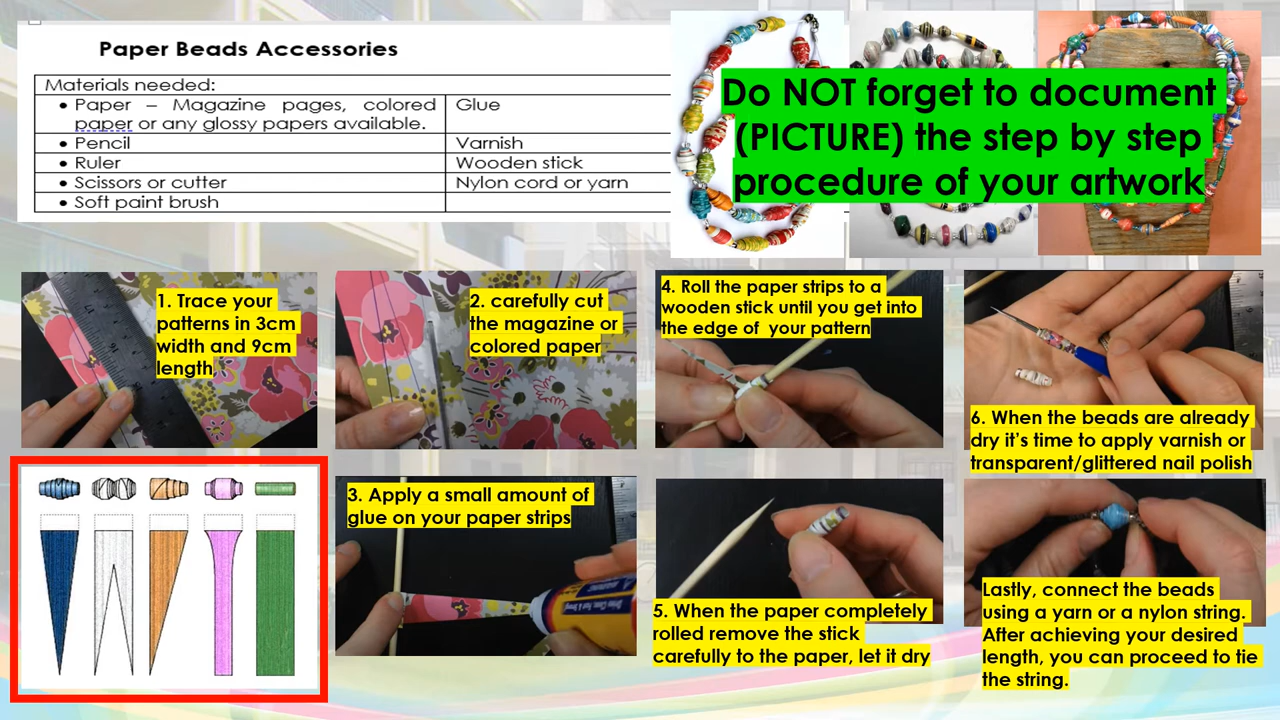 Paper Beads Accessories
Materials needed:
• Paper – Magazine pages, colored
paper or any glossy papers available.
Glue
• Pencil
Varnish
• Ruler
Wooden stick
• Scissors or cutter
Nylon cord or yarn
• Soft paint brush
Do NOT forget to document
(PICTURE) the step by step
procedure of your artwork
1. Trace your
patterns in 3cm
width and 9cm
length.
2. carefully cut
the magazine or
colored paper
3. Apply a small amount of
glue on your paper strips
4. Roll the paper strips to a
wooden stick until you get into
the edge of your pattern
5. When the paper completely
rolled remove the stick
carefully to the paper, let it dry
6. When the beads are already
dry it’s time to apply varnish or
transparent/glittered nail polish
Lastly, connect the beads
using a yarn or a nylon string.
After achieving your desired
length, you can proceed to tie
the string.